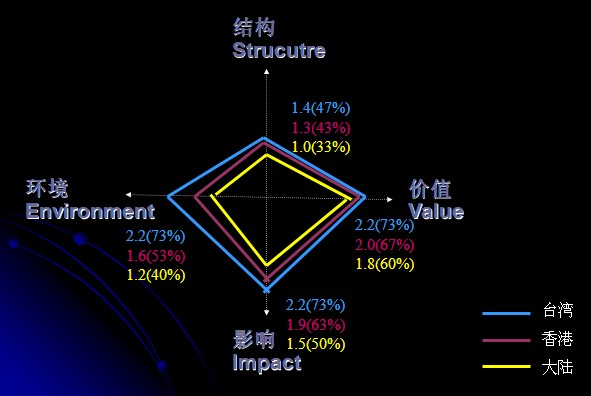 结构
Strucutre
1.4(47%)
1.3(43%)
1.0(33%)
环境
Environment
价值
Value
2.2(73%)
1.6(53%)
1.2(40%)
2.2(73%)
2.0(67%)
1.8(60%)
2.2(73%)
1.9(63%)
1.5(50%)
影响
Impact
台湾
香港
大陆